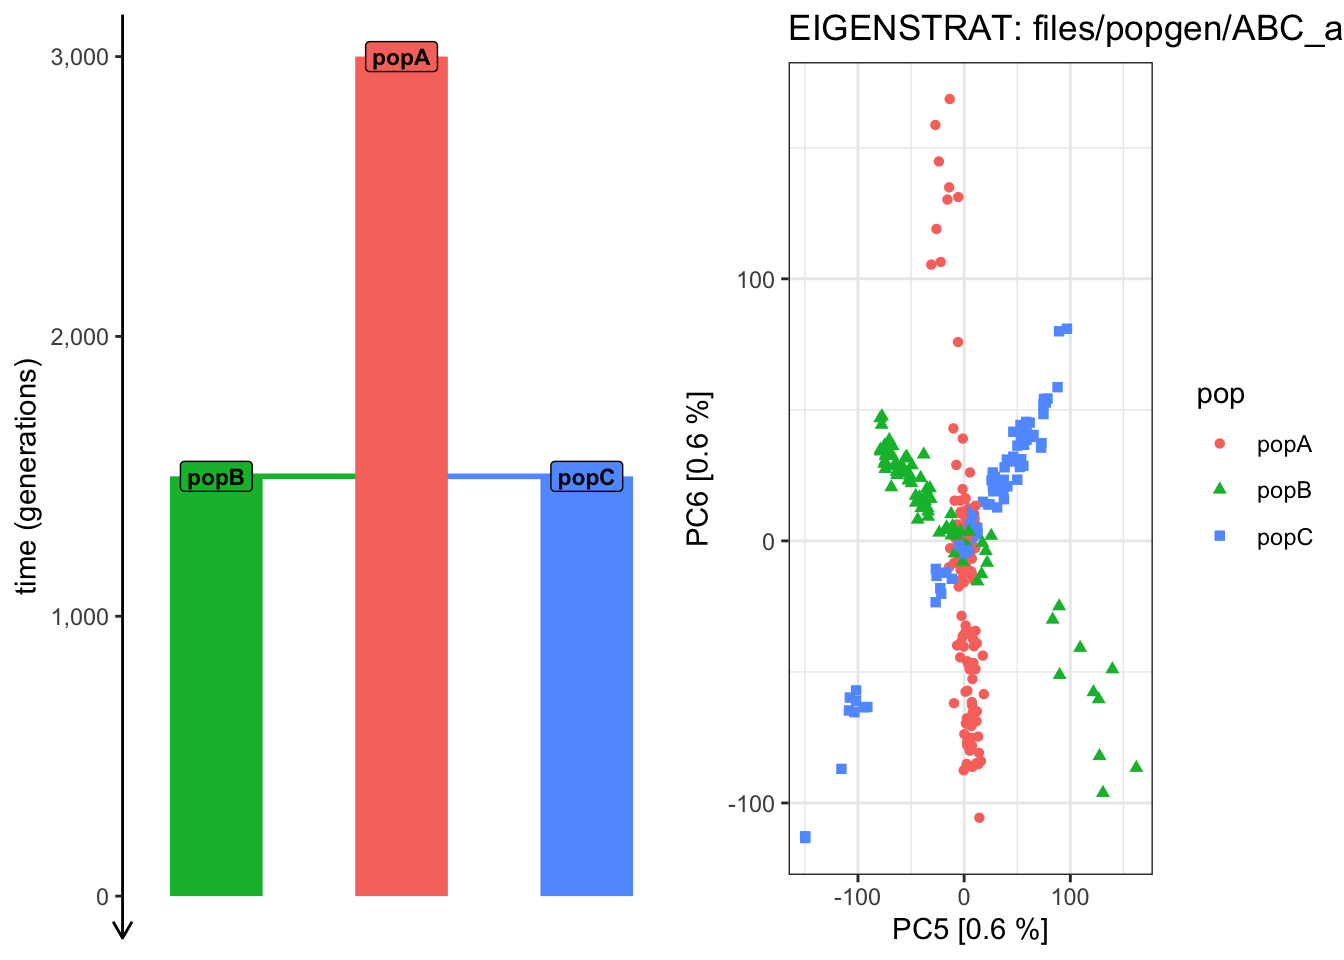 time (generations)
3,000
2,000
1,000
0
popA
popB
popC
EIGENSTRAT: files/popgen/ABC_a
PC6 [0.6 %]
100
0
-100
-100
0
100
PC5 [0.6 %]
pop
popA
popB
popC